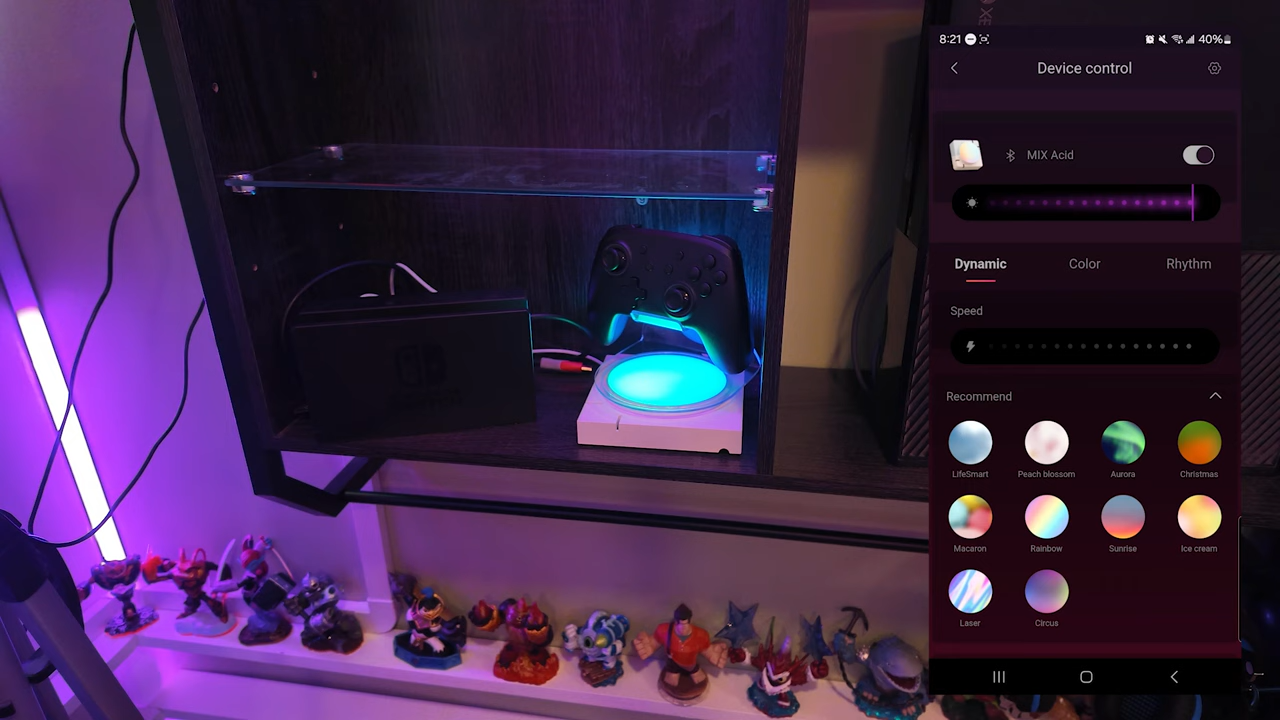 8:21
40%
Device control
MIX Acid
Dynamic Color Rhythm
Speed
Recommend
LifeSmart Peach blossom Aurora Christmas
Macaron Rainbow Sunrise Ice cream
Laser Circus